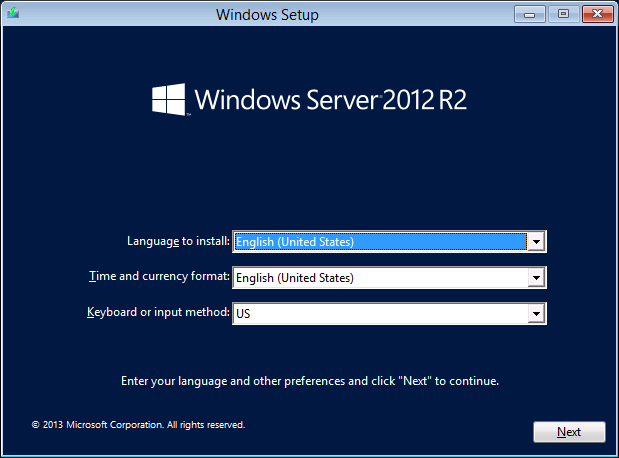 Windows Setup
Windows Server 2012 R2
Language to install: English (United States)
Time and currency format: English (United States)
Keyboard or input method: US
Enter your language and other preferences and click "Next" to continue.
© 2013 Microsoft Corporation. All rights reserved.
Next